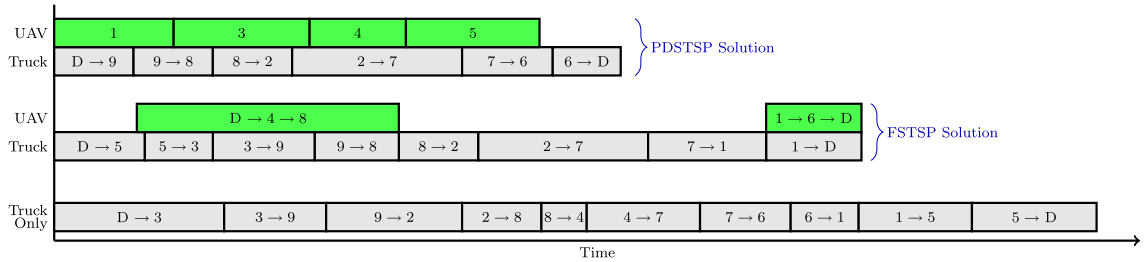 UAV 1 3 4 5
PDSTSP Solution
Truck D → 9 9 → 8 8 → 2 2 → 7 7 → 6 6 → D
UAV D → 4 → 8 1 → 6 → D
FSTSP Solution
Truck D → 5 5 → 3 3 → 9 9 → 8 8 → 2 2 → 7 7 → 1 1 → D
Truck
Only
D → 3 3 → 9 9 → 2 2 → 8 8 → 4 4 → 7 7 → 6 6 → 1 1 → 5 5 → D
Time